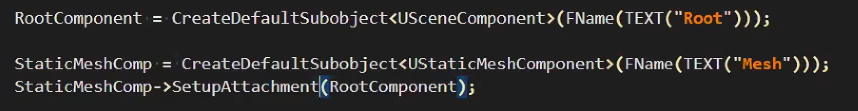 RootComponent = CreateDefaultSubobject<USceneComponent>(FName(TEXT("Root")));
StaticMeshComp = CreateDefaultSubobject<UStaticMeshComponent>(FName(TEXT("Mesh")));
StaticMeshComp->SetupAttachment(RootComponent);